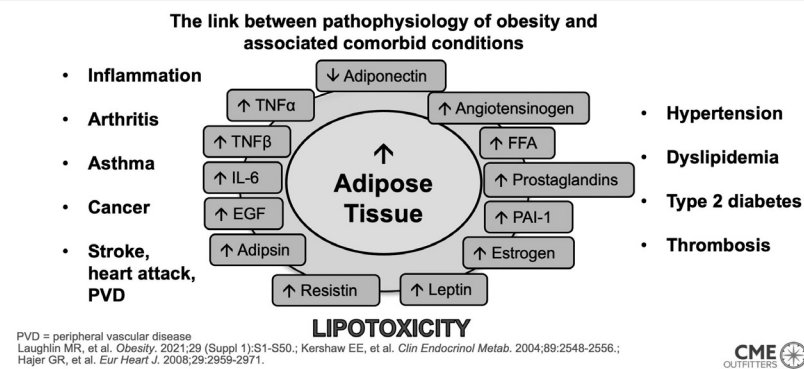 The link between pathophysiology of obesity and
associated comorbid conditions
• Inflammation
• Arthritis
• Asthma
• Cancer
• Stroke,
heart attack,
PVD
↓ Adiponectin
↑ TNFα
↑ TNFβ
↑ IL-6
↑ EGF
↑ Adipsin
↑ Resistin
↑
Adipose
Tissue
↑ Angiotensinogen
↑ FFA
↑ Prostaglandins
↑ PAI-1
↑ Estrogen
↑ Leptin
• Hypertension
• Dyslipidemia
• Type 2 diabetes
• Thrombosis
LIPOTOXICITY
PVD = peripheral vascular disease
Laughlin MR, et al. Obesity. 2021;29 (Suppl 1):S1-S50.; Kershaw EE, et al. Clin Endocrinol Metab. 2004;89:2548-2556.;
Hajer GR, et al. Eur Heart J. 2008;29:2959-2971.
CME
OUTFITTERS